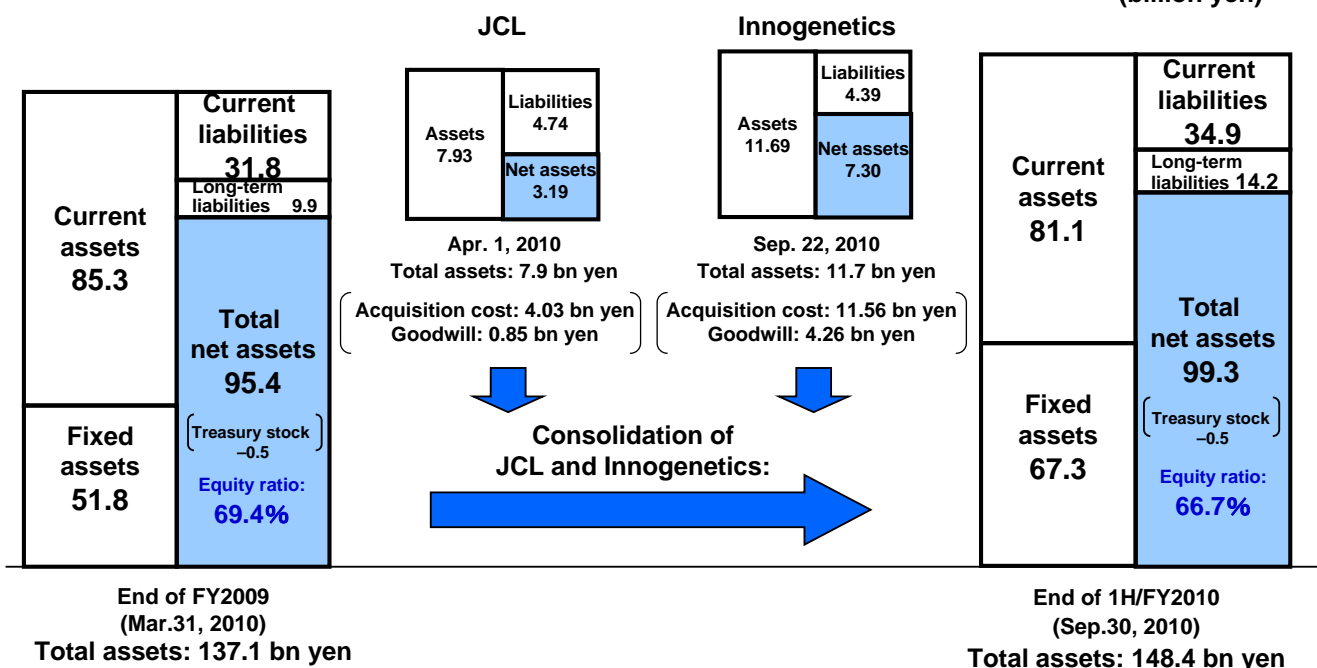 (billion yen)
JCL
Assets
7.93
Liabilities
4.74
Net assets
3.19
Apr. 1, 2010
Total assets: 7.9 bn yen
Acquisition cost: 4.03 bn yen
Goodwill: 0.85 bn yen
Innogenetics
Assets
11.69
Liabilities
4.39
Net assets
7.30
Sep. 22, 2010
Total assets: 11.7 bn yen
Acquisition cost: 11.56 bn yen
Goodwill: 4.26 bn yen
Current
assets
85.3
Fixed
assets
51.8
Current
liabilities
31.8
Long-term
liabilities 9.9
Total
net assets
95.4
Treasury stock
–0.5
Equity ratio:
69.4%
End of FY2009
(Mar.31, 2010)
Total assets: 137.1 bn yen
Consolidation of
JCL and Innogenetics:
Current
assets
81.1
Fixed
assets
67.3
Current
liabilities
34.9
Long-term
liabilities 14.2
Total
net assets
99.3
Treasury stock
–0.5
Equity ratio:
66.7%
End of 1H/FY2010
(Sep.30, 2010)
Total assets: 148.4 bn yen